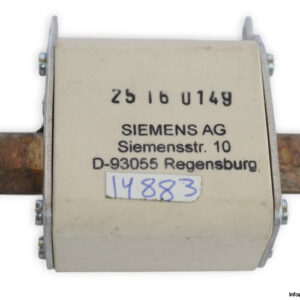 25 16 0149
SIEMENS AG
Siemensstr. 10
D-93055 Regensburg
14883